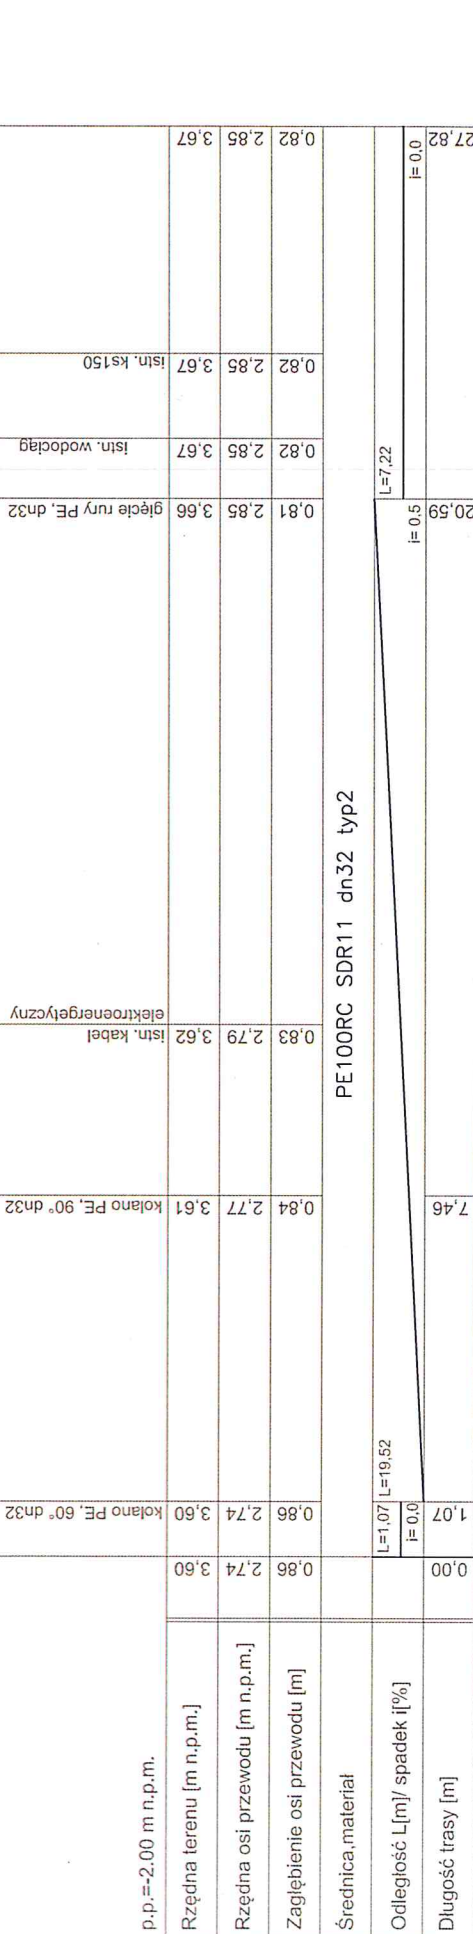 kolano PE, 60° dn32
kolano PE, 90° dn32
istn. kabel
elektroenergetyczny
gięcie rury PE, dn32
istn. wodociąg
istn. ks150
p.p.=-2.00 m n.p.m.
Rzędna terenu [m n.p.m.] 3,60 3,60 3,61 3,62 3,66 3,67 3,67 3,67
Rzędna osi przewodu [m n.p.m.] 2,74 2,74 2,77 2,79 2,85 2,85 2,85 2,85
Zagłębienie osi przewodu [m] 0,86 0,86 0,84 0,83 0,81 0,82 0,82 0,82
Średnica,materiał PE100RC SDR11 dn32 typ2
Odległość L[m]/ spadek i[%] L=1,07 L=19,52 L=7,22
i= 0,0 i= 0,5 i= 0,0
Długość trasy [m] 0,00 1,07 7,46 20,59 27,82